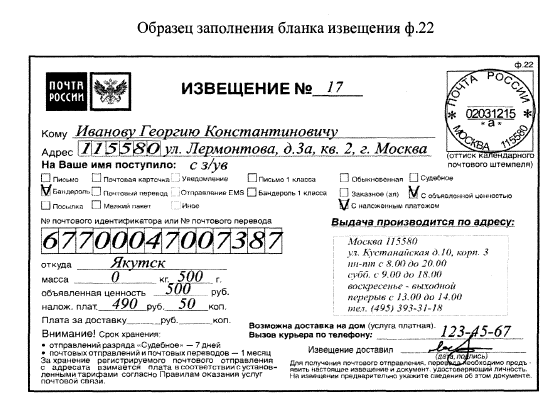 Образец заполнения бланка извещения ф.22
ф.22
ПОЧТА РОССИИ
ИЗВЕЩЕНИЕ № 17
ПОЧТА РОССИИ
02031215
*а*
МОСКВА 115580
(оттиск календарного почтового штемпеля)
Кому Иванову Георгию Константиновичу
Адрес 115580 ул. Лермонтова, д.3а, кв. 2, г. Москва
На Ваше имя поступило: с з/ув
Письмо Почтовая карточка Уведомление Письмо 1 класса Обыкновенная Судебное
Бандероль Почтовый перевод Отправление EMS Бандероль 1 класса Заказное (ая) С объявленной ценностью
Посылка Мелкий пакет Иное С наложенным платежом
№ почтового идентификатора или № почтового перевода
67700047007387
откуда Якутск
масса 0 кг 500 г.
объявленная ценность 500 руб.
налож. плат. 490 руб. 50 коп.
Плата за доставку руб. коп.
Выдача производится по адресу:
Москва 115580
ул. Кустанайская д.10, корп. 3
пн-пт с 8.00 до 20.00
субб. с 9.00 до 18.00
воскресенье - выходной
перерыв с 13.00 до 14.00
тел. (495) 393-31-18
Внимание! Срок хранения:
• отправлений разряда «Судебное» — 7 дней
• почтовых отправлений и почтовых переводов — 1 месяц
За хранение регистрируемого почтового отправления с адресата взимается плата в соответствии с установленными тарифами согласно Правилам оказания услуг почтовой связи.
Возможна доставка на дом (услуга платная).
Вызов курьера по телефону: 123-45-67
Извещение доставил
(дата, подпись)
Для получения почтового отправления, перевода необходимо предъявить настоящее извещение и документ, удостоверяющий личность.
На извещении предварительно укажите сведения об этом документе.